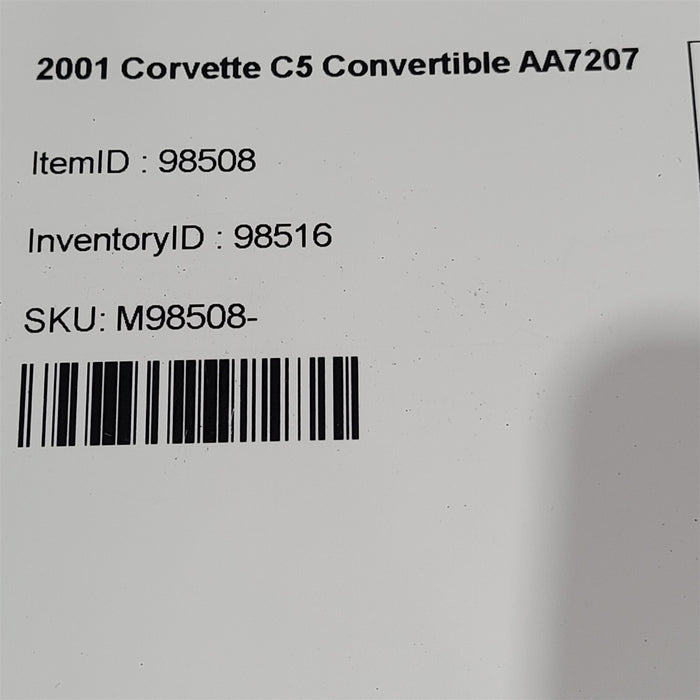 2001 Corvette C5 Convertible AA7207
ItemID : 98508
InventoryID : 98516
SKU: M98508-